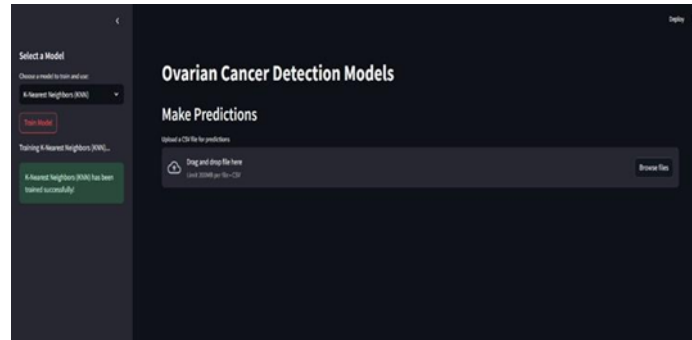 Deploy
Select a Model
Choose a model to train and use:
K-Nearest Neighbors (KNN)
Train Model
Training K-Nearest Neighbors (KNN)...
K-Nearest Neighbors (KNN) has been
trained successfully!
Ovarian Cancer Detection Models
Make Predictions
Upload a CSV file for predictions
Drag and drop file here
Limit 200MB per file • CSV
Browse files